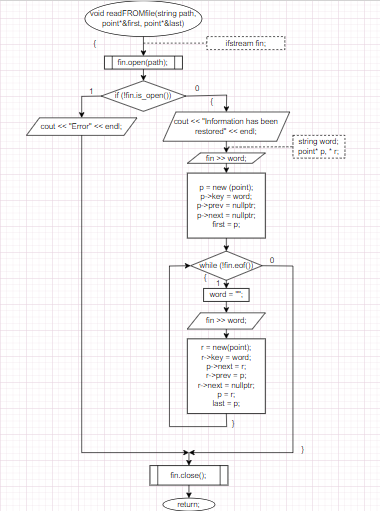 void readFROMfile(string path,
point*&first, point*&last)
{
ifstream fin;
fin.open(path);
if (!fin.is_open())
1
0
{
cout << "Error" << endl;
cout << "Information has been
restored" << endl;
string word;
point* p, * r;
fin >> word;
p = new (point);
p->key = word;
p->prev = nullptr;
p->next = nullptr;
first = p;
while (!fin.eof())
0
{
1
word = "";
fin >> word;
r = new(point);
r->key = word;
p->next = r;
r->prev = p;
r->next = nullptr;
p = r;
last = p;
}
}
fin.close();
return;